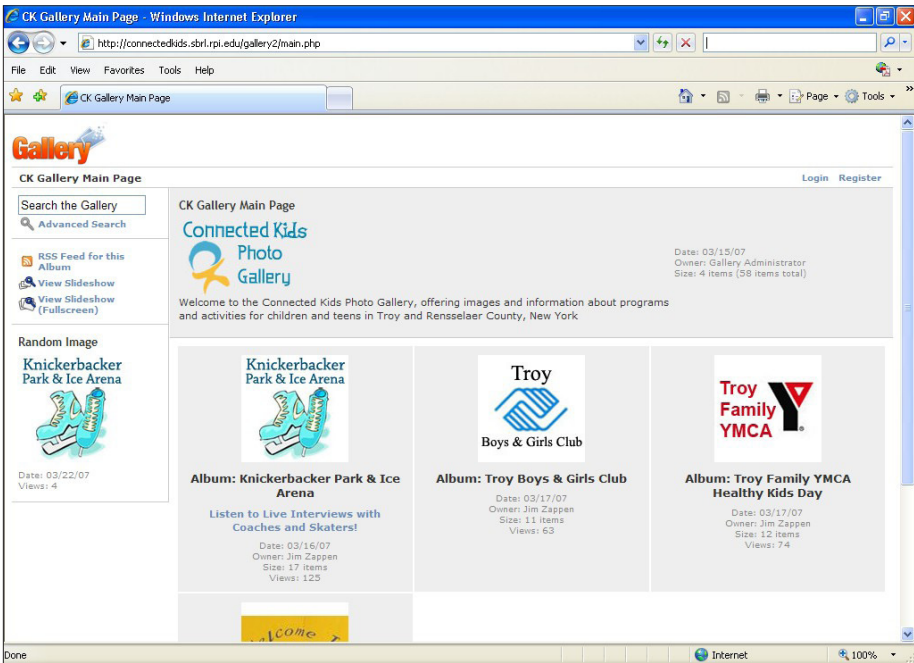 CK Gallery Main Page - Windows Internet Explorer
http://connectedkids.sbrl.rpi.edu/gallery2/main.php
File Edit View Favorites Tools Help
CK Gallery Main Page
Page Tools
Gallery
CK Gallery Main Page
Login Register
Search the Gallery
Advanced Search
RSS Feed for this
Album
View Slideshow
View Slideshow
(Fullscreen)
Random Image
Knickerbacker
Park & Ice Arena
Date: 03/22/07
Views: 4
CK Gallery Main Page
Connected Kids
Photo
Gallery
Date: 03/15/07
Owner: Gallery Administrator
Size: 4 items (58 items total)
Welcome to the Connected Kids Photo Gallery, offering images and information about programs
and activities for children and teens in Troy and Rensselaer County, New York
Knickerbacker
Park & Ice Arena
Album: Knickerbacker Park & Ice
Arena
Listen to Live Interviews with
Coaches and Skaters!
Date: 03/16/07
Owner: Jim Zappen
Size: 17 items
Views: 125
Troy
Boys & Girls Club
Album: Troy Boys & Girls Club
Date: 03/17/07
Owner: Jim Zappen
Size: 11 items
Views: 63
Troy
Family
YMCA
Album: Troy Family YMCA
Healthy Kids Day
Date: 03/17/07
Owner: Jim Zappen
Size: 12 items
Views: 74
Done
Internet
100%